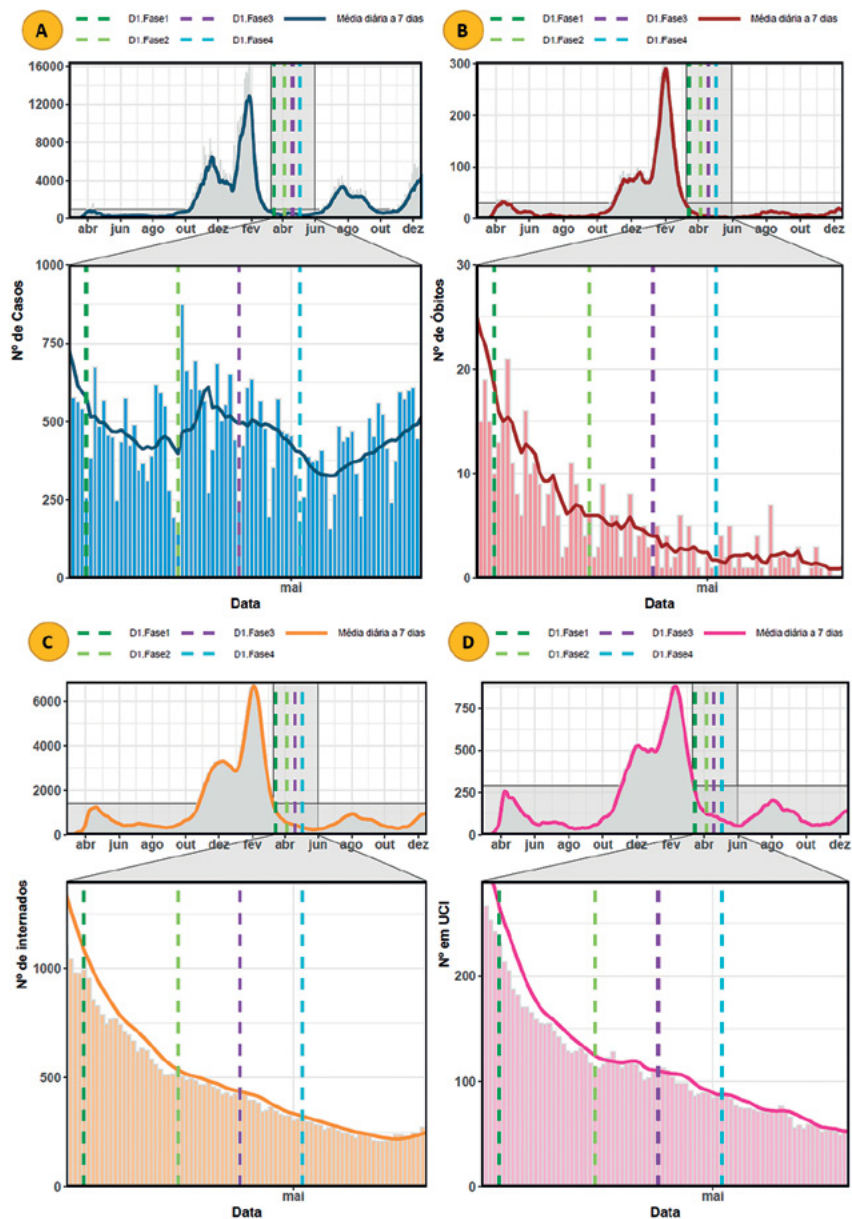 A
D1.Fase1 D1.Fase3 Média diária a 7 dias
D1.Fase2 D1.Fase4
16000
12000
8000
4000
0
abr jun ago out dez fev abr jun ago out dez
Nº de Casos
1000
750
500
250
0
mai
Data
B
D1.Fase1 D1.Fase3 Média diária a 7 dias
D1.Fase2 D1.Fase4
300
200
100
0
abr jun ago out dez fev abr jun ago out dez
Nº de Óbitos
30
20
10
0
mai
Data
C
D1.Fase1 D1.Fase3 Média diária a 7 dias
D1.Fase2 D1.Fase4
6000
4000
2000
0
abr jun ago out dez fev abr jun ago out dez
Nº de internados
1000
500
0
mai
Data
D
D1.Fase1 D1.Fase3 Média diária a 7 dias
D1.Fase2 D1.Fase4
750
500
250
0
abr jun ago out dez fev abr jun ago out dez
Nº em UCI
200
100
0
mai
Data